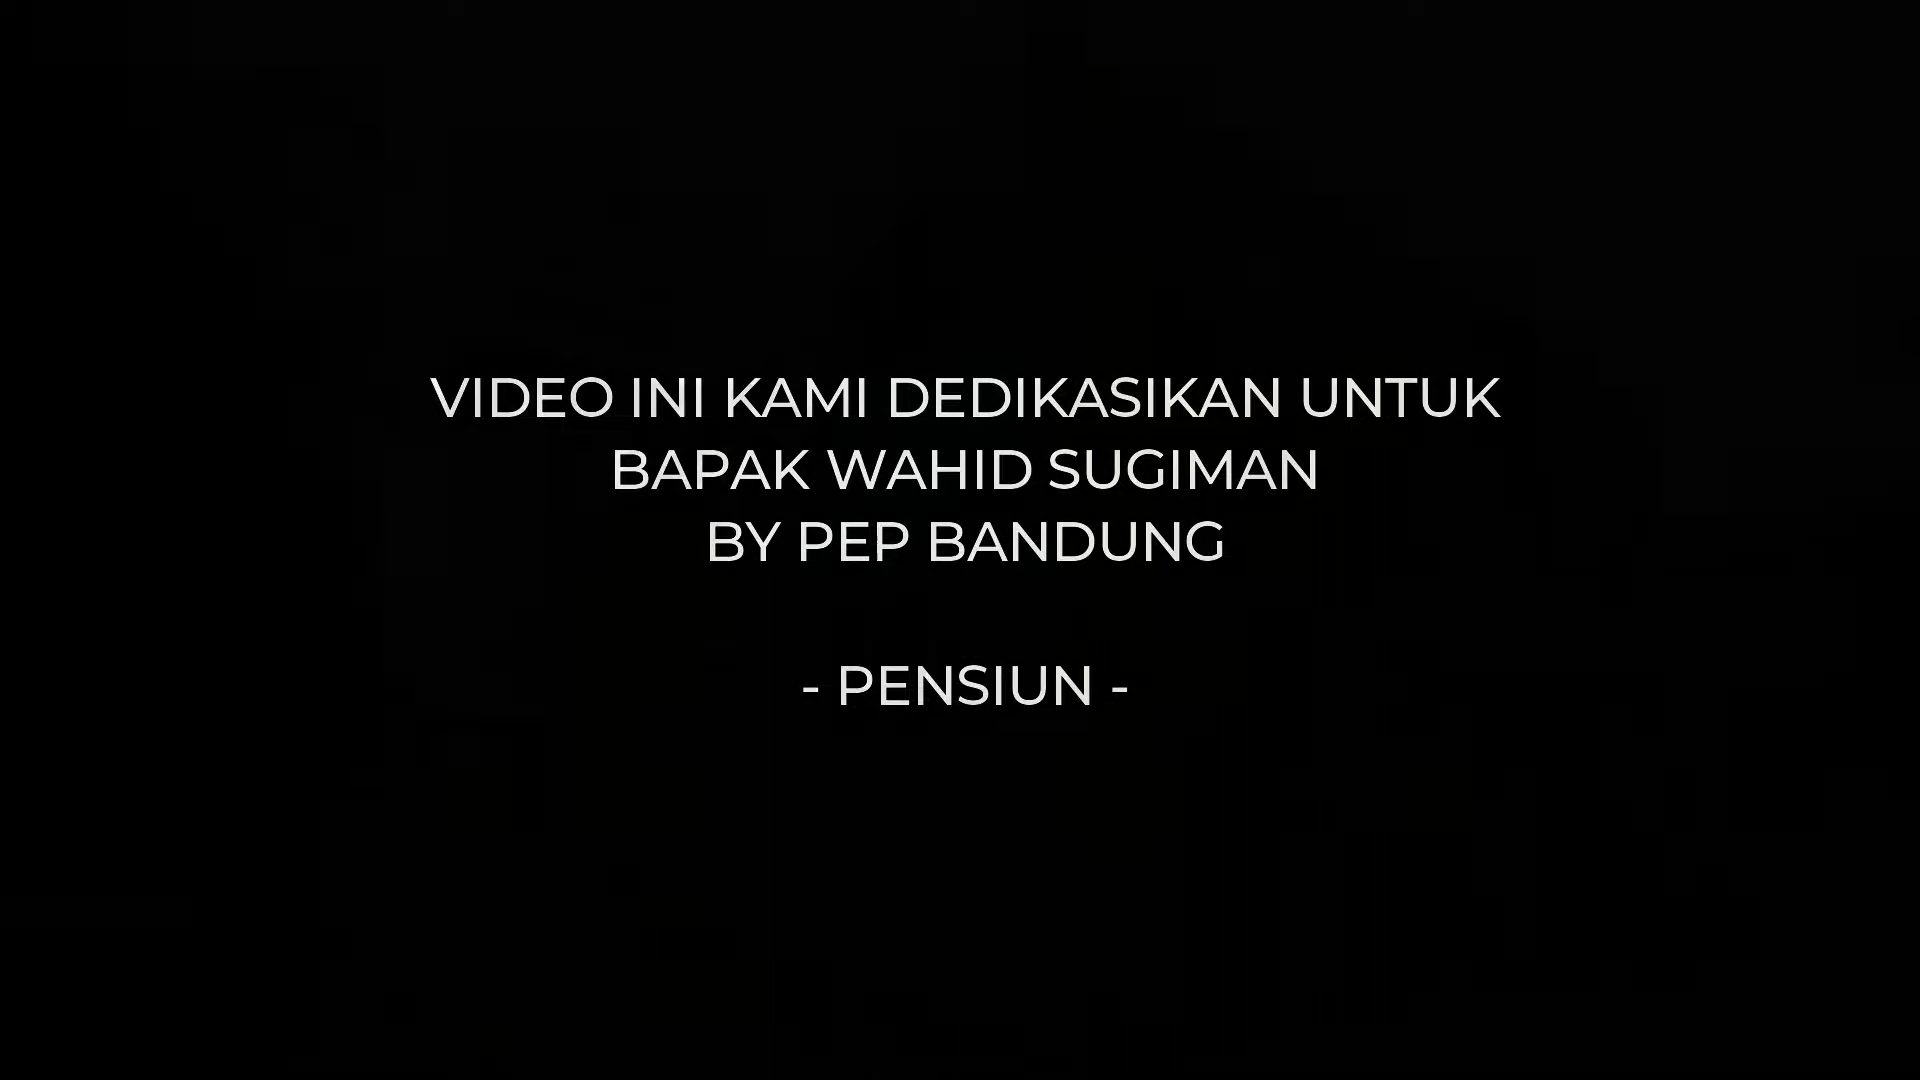 VIDEO INI KAMI DEDIKASIKAN UNTUK
BAPAK WAHID SUGIMAN
BY PEP BANDUNG
- PENSIUN -